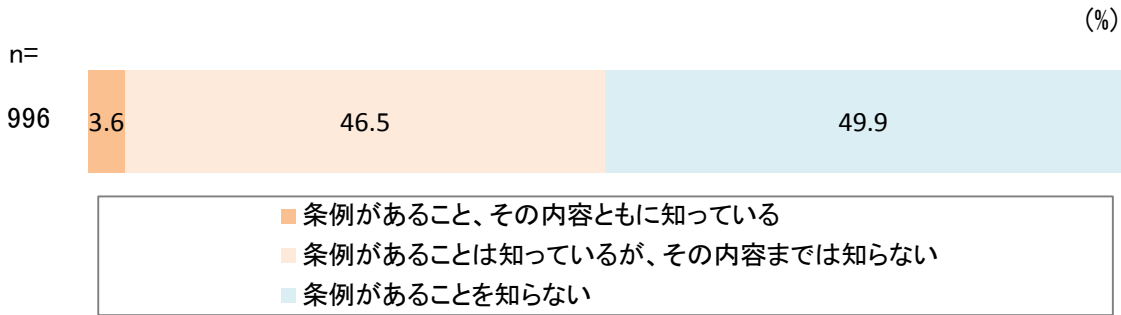 (%)
n=
996 3.6 46.5 49.9
条例があること、その内容ともに知っている
条例があることは知っているが、その内容までは知らない
条例があることを知らない